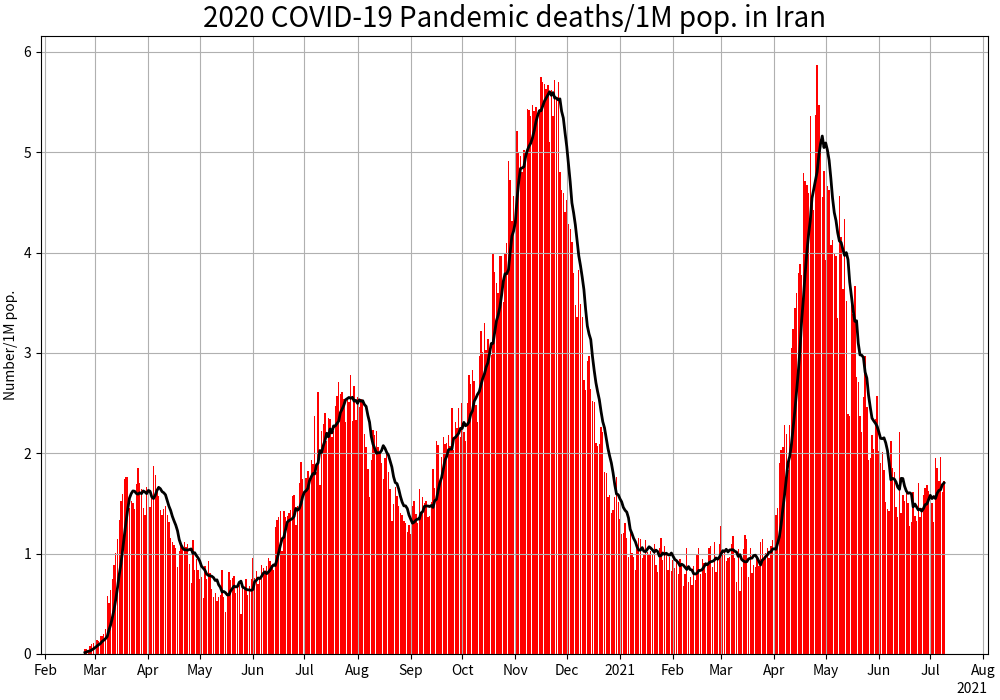 2020 COVID-19 Pandemic deaths/1M pop. in Iran
Number/1M pop.
6
5
4
3
2
1
0
Feb Mar Apr May Jun Jul Aug Sep Oct Nov Dec 2021 Feb Mar Apr May Jun Jul Aug
2021